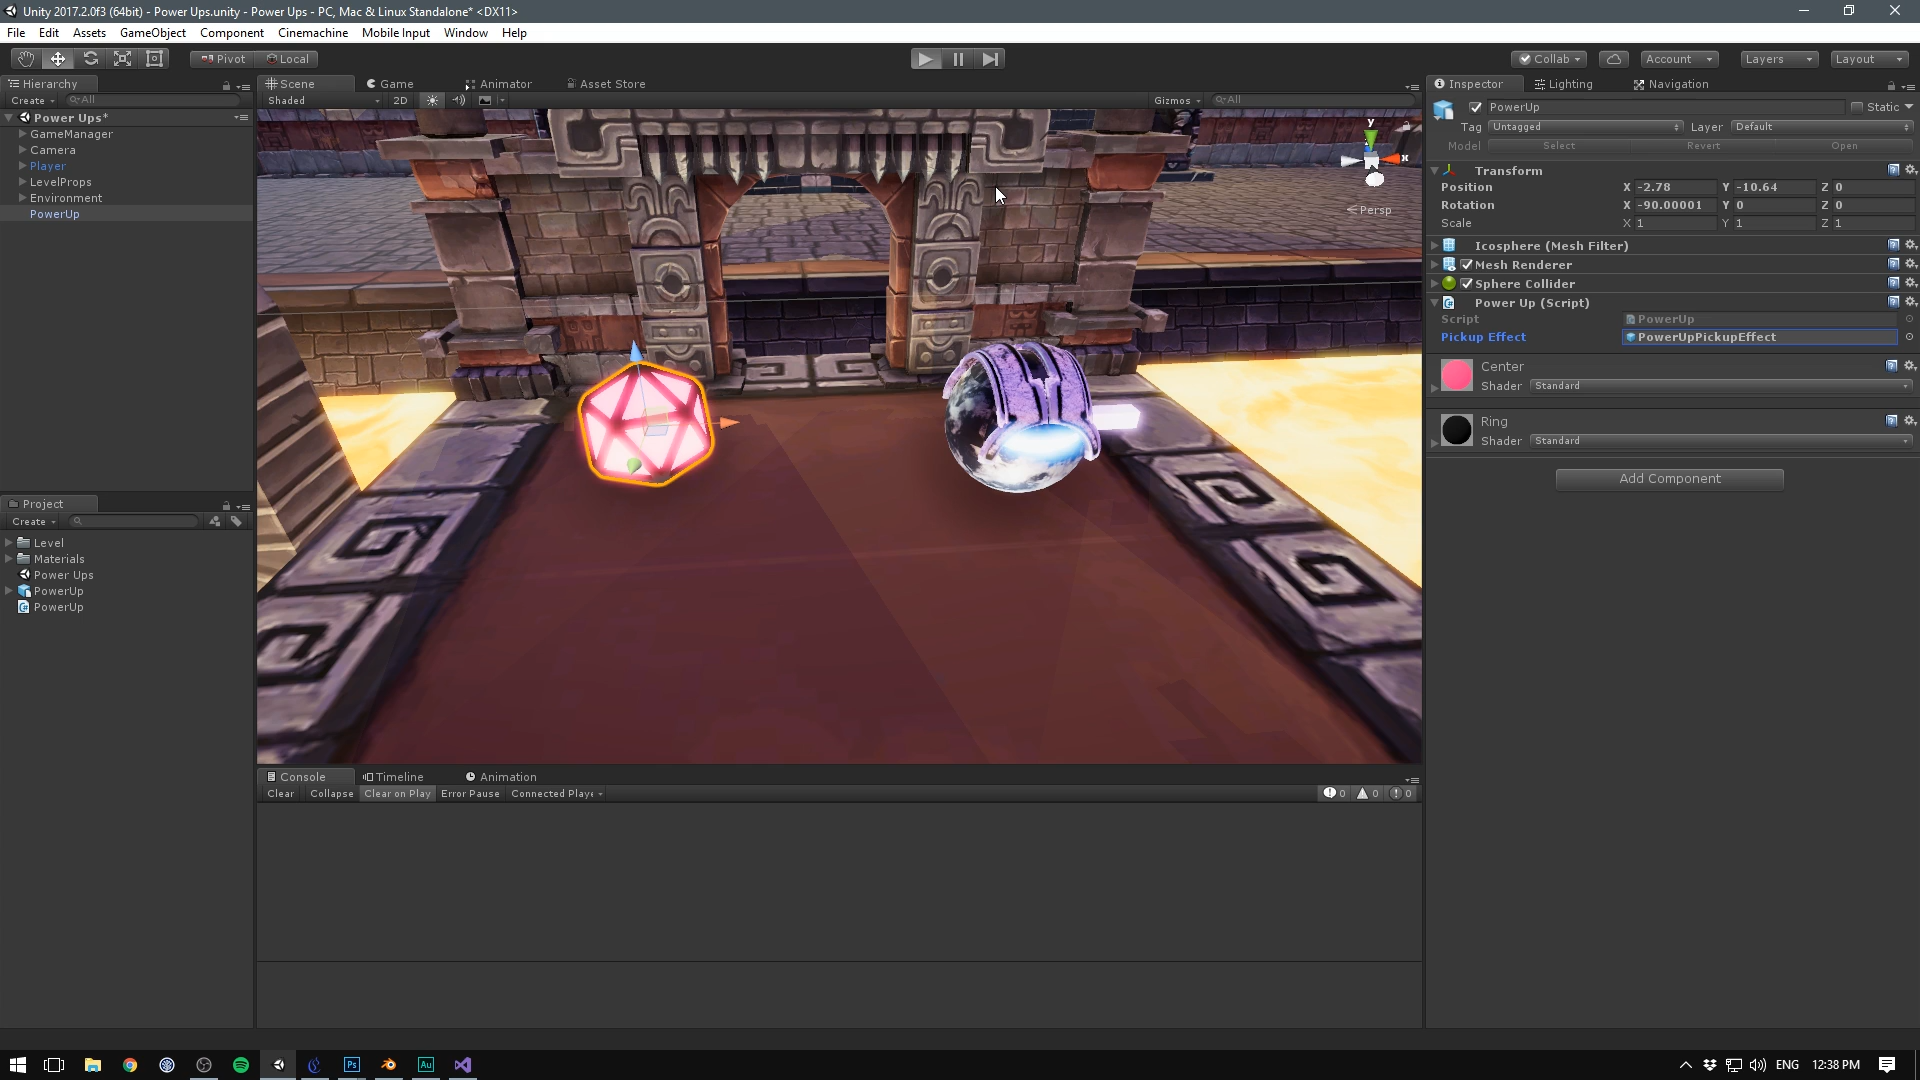 Unity 2017.2.0f3 (64bit) - Power Ups.unity - Power Ups - PC, Mac & Linux Standalone* <DX11>
File Edit Assets GameObject Component Cinemachine Mobile Input Window Help
Pivot Local Collab Account Layers Layout
Hierarchy
Create All
Power Ups*
GameManager
Camera
Player
LevelProps
Environment
PowerUp
Project
Create
Level
Materials
Power Ups
PowerUp
PowerUp
Scene Game Animator Asset Store
Shaded 2D Gizmos All
y
x
Persp
Console Timeline Animation
Clear Collapse Clear on Play Error Pause Connected Playe 0 0 0
Inspector Lighting Navigation
PowerUp Static
Tag Untagged Layer Default
Model Select Revert Open
Transform
Position X -2.78 Y -10.64 Z 0
Rotation X -90.00001 Y 0 Z 0
Scale X 1 Y 1 Z 1
Icosphere (Mesh Filter)
Mesh Renderer
Sphere Collider
Power Up (Script)
Script PowerUp
Pickup Effect PowerUpPickupEffect
Center
Shader Standard
Ring
Shader Standard
Add Component
Ps Au ENG 12:38 PM